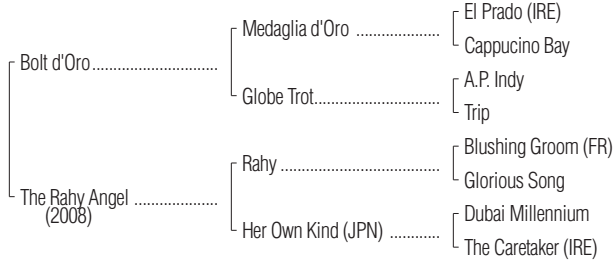 El Prado (IRE)
Medaglia d'Oro ....................
Cappucino Bay
Bolt d'Oro...............................
A.P. Indy
Globe Trot...............................
Trip
Blushing Groom (FR)
Rahy .......................................
Glorious Song
The Rahy Angel ....................
(2008)
Dubai Millennium
Her Own Kind (JPN) ............
The Caretaker (IRE)